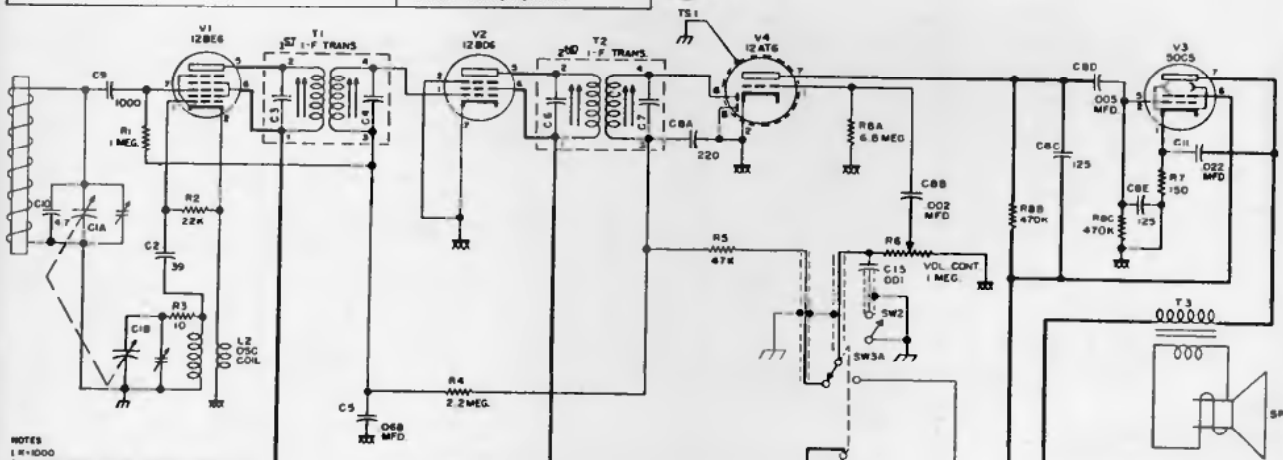 TS1
V1
12BE6
T1
1ST I-F TRANS.
V2
12BD6
T2
2ND I-F TRANS.
V4
12AT6
V3
50C5
C9
1000
R1
1 MEG.
C3
C4
C6
C7
C8A
220
R8A
6.8 MEG.
C8B
.002
MFD.
C8C
125
C8D
.005
MFD.
R8B
470K
C8E
125
R8C
470K
C11
.022
MFD
R7
150
C10
4.7
C1A
R2
22K
C2
39
R3
10
C1B
L2
OSC
COIL
R4
2.2 MEG.
C5
.068
MFD.
R5
47K
R6
VOL. CONT.
1 MEG.
C15
.001
SW2
SW3A
T3
SP
NOTES
1 K=1000